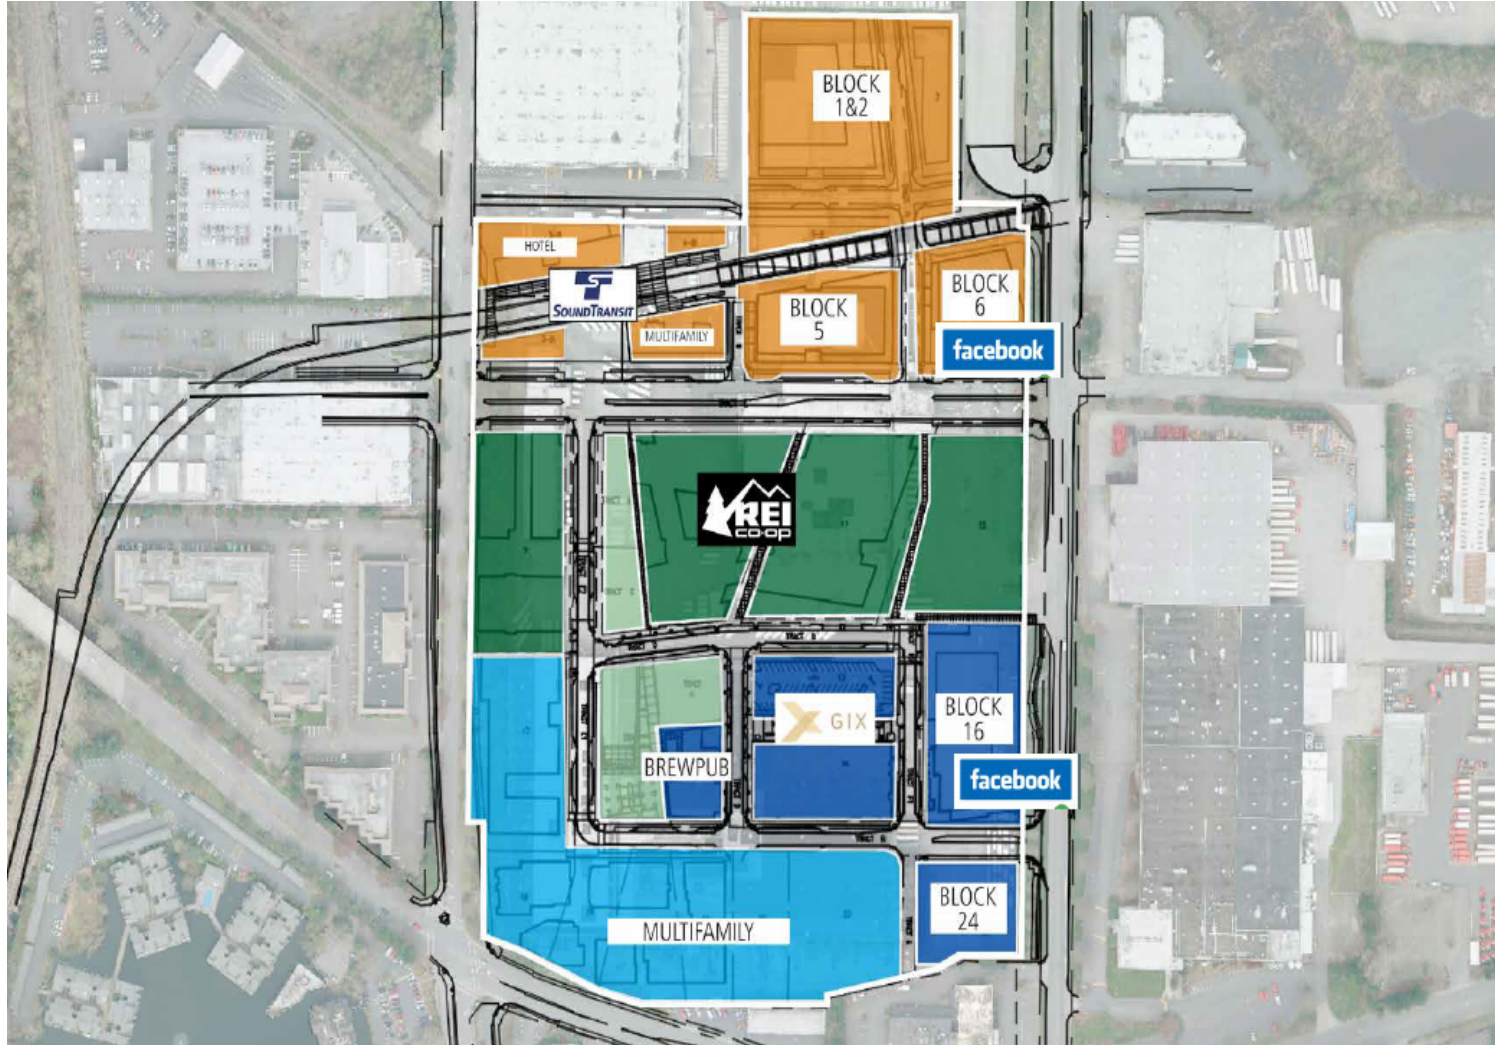 BLOCK
1&2
HOTEL
SOUNDTRANSIT
MULTIFAMILY
BLOCK
5
BLOCK
6
facebook
REI
CO·OP
GIX
BLOCK
16
BREWPUB
facebook
MULTIFAMILY
BLOCK
24